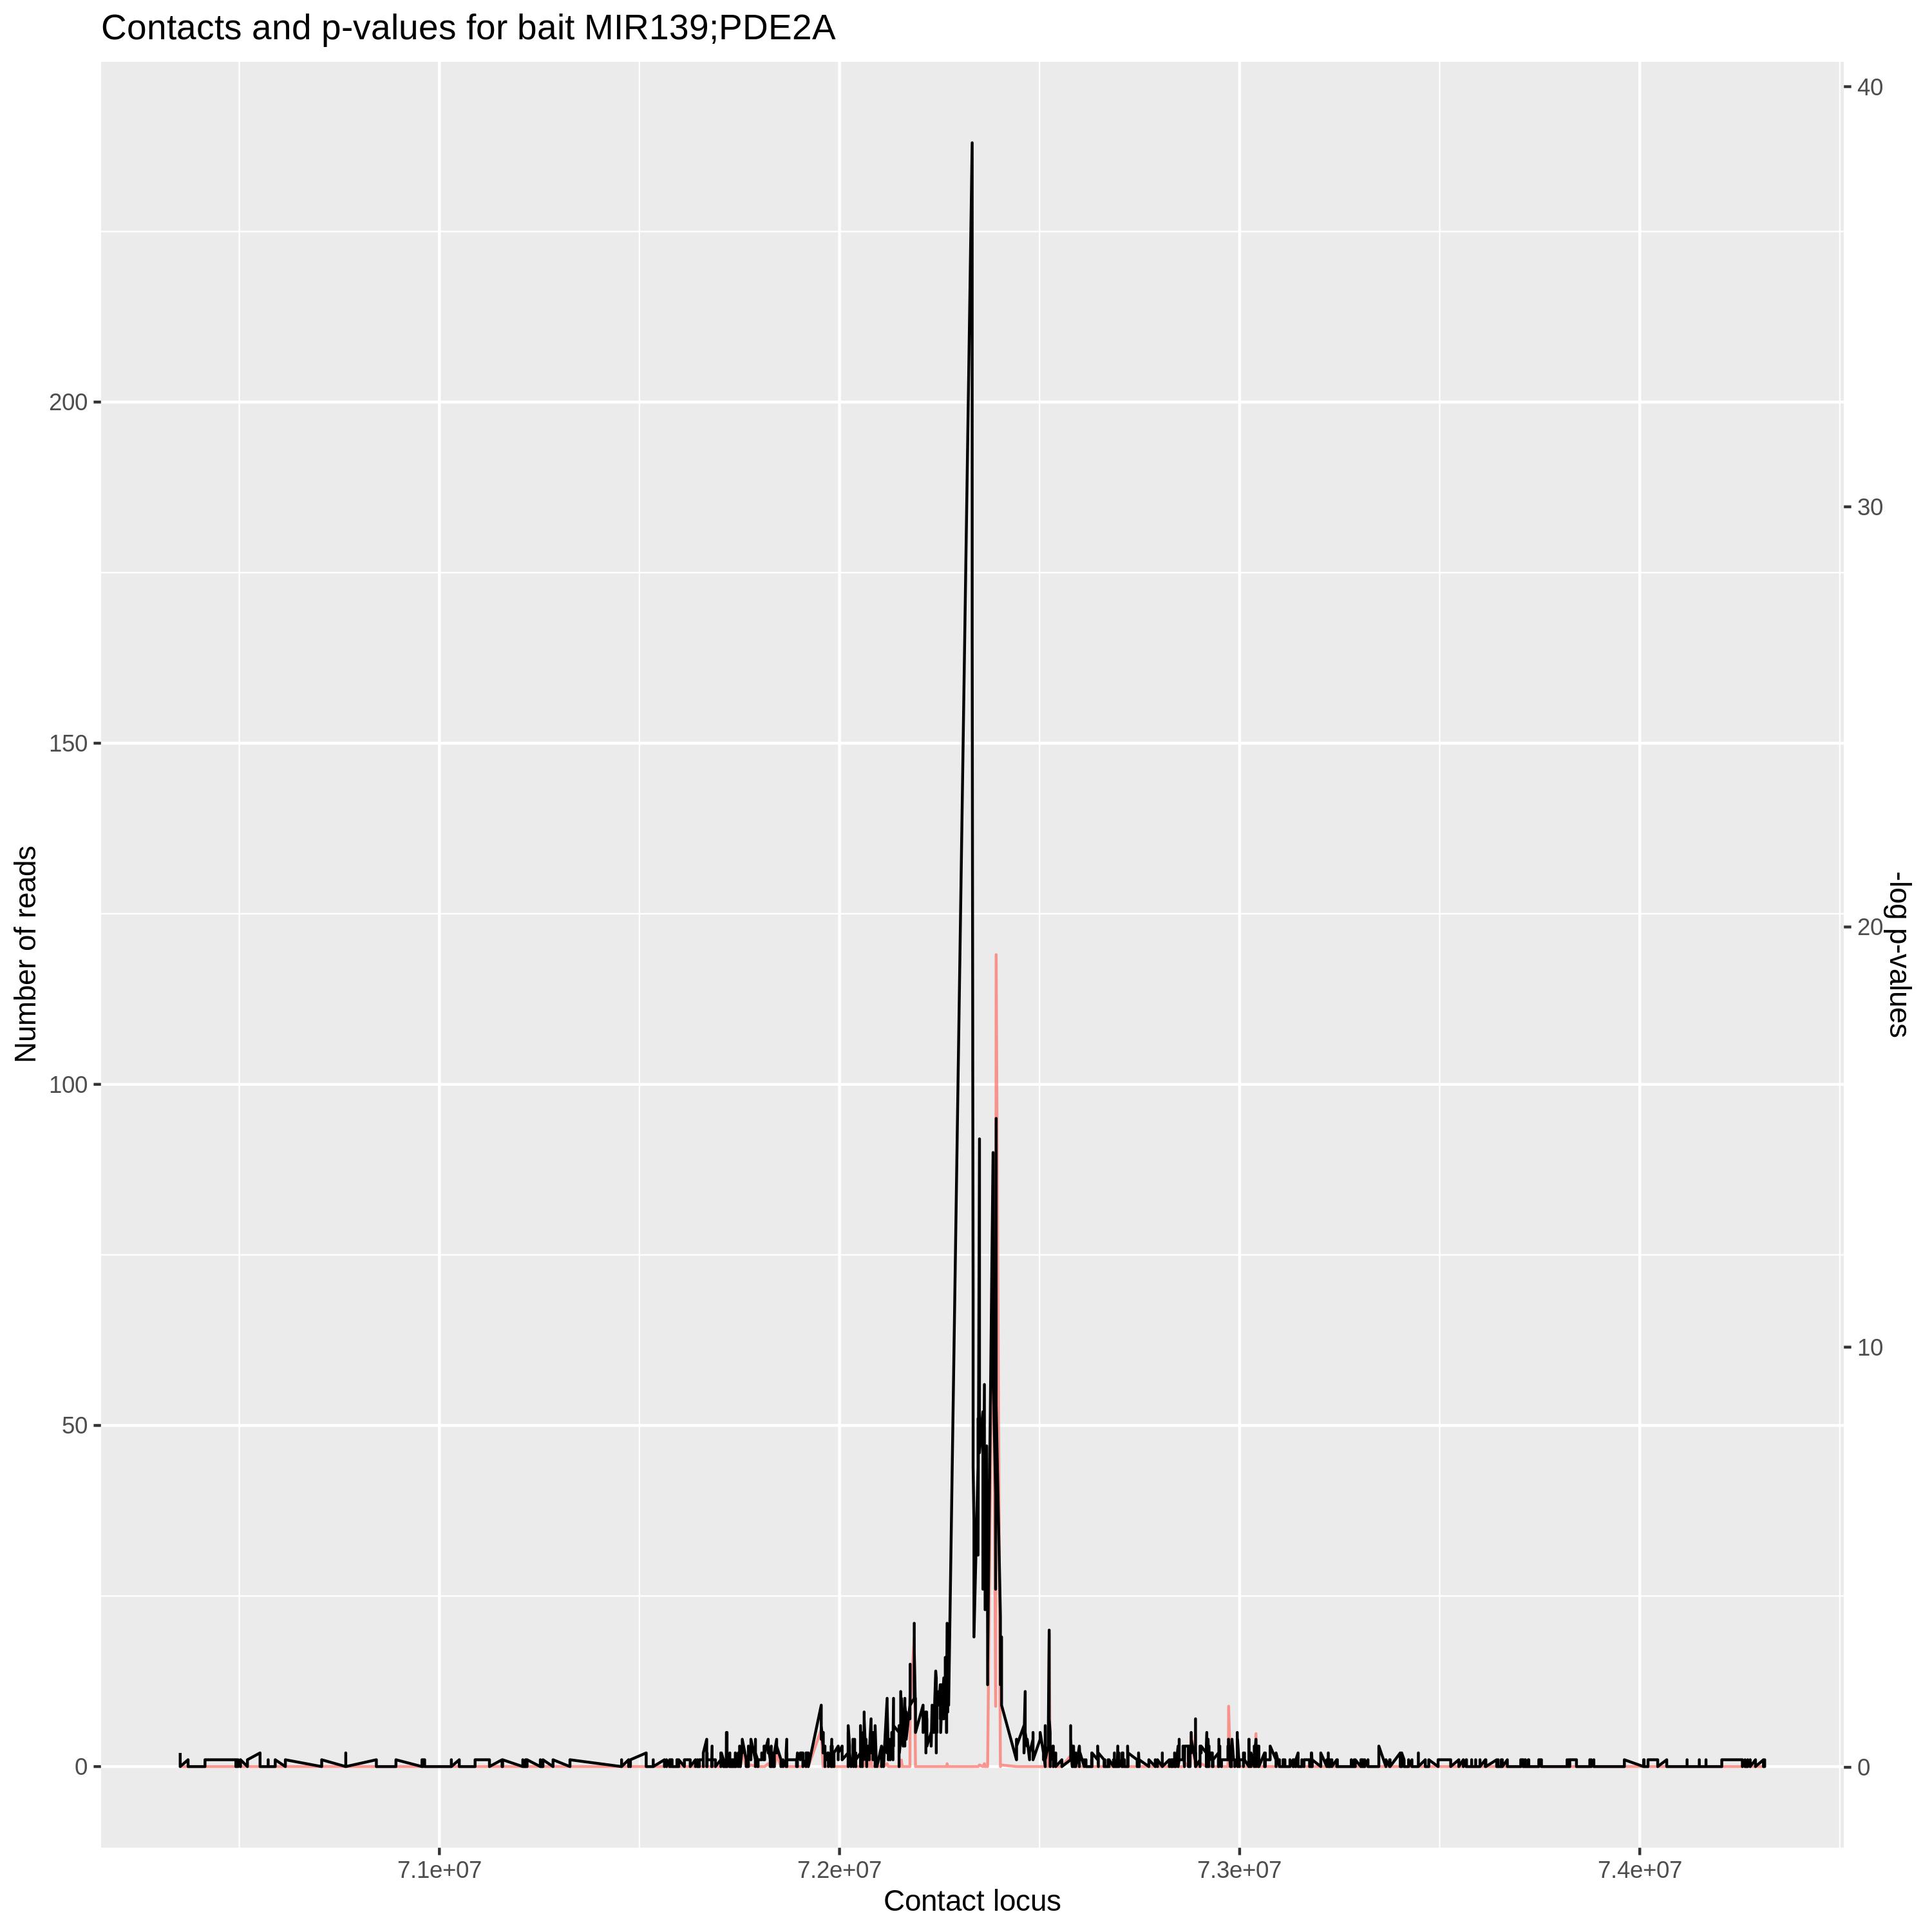 Contacts and p-values for bait MIR139;PDE2A
Number of reads
200
150
100
50
0
40
30
20
10
0
-log p-values
7.1e+07 7.2e+07 7.3e+07 7.4e+07
Contact locus